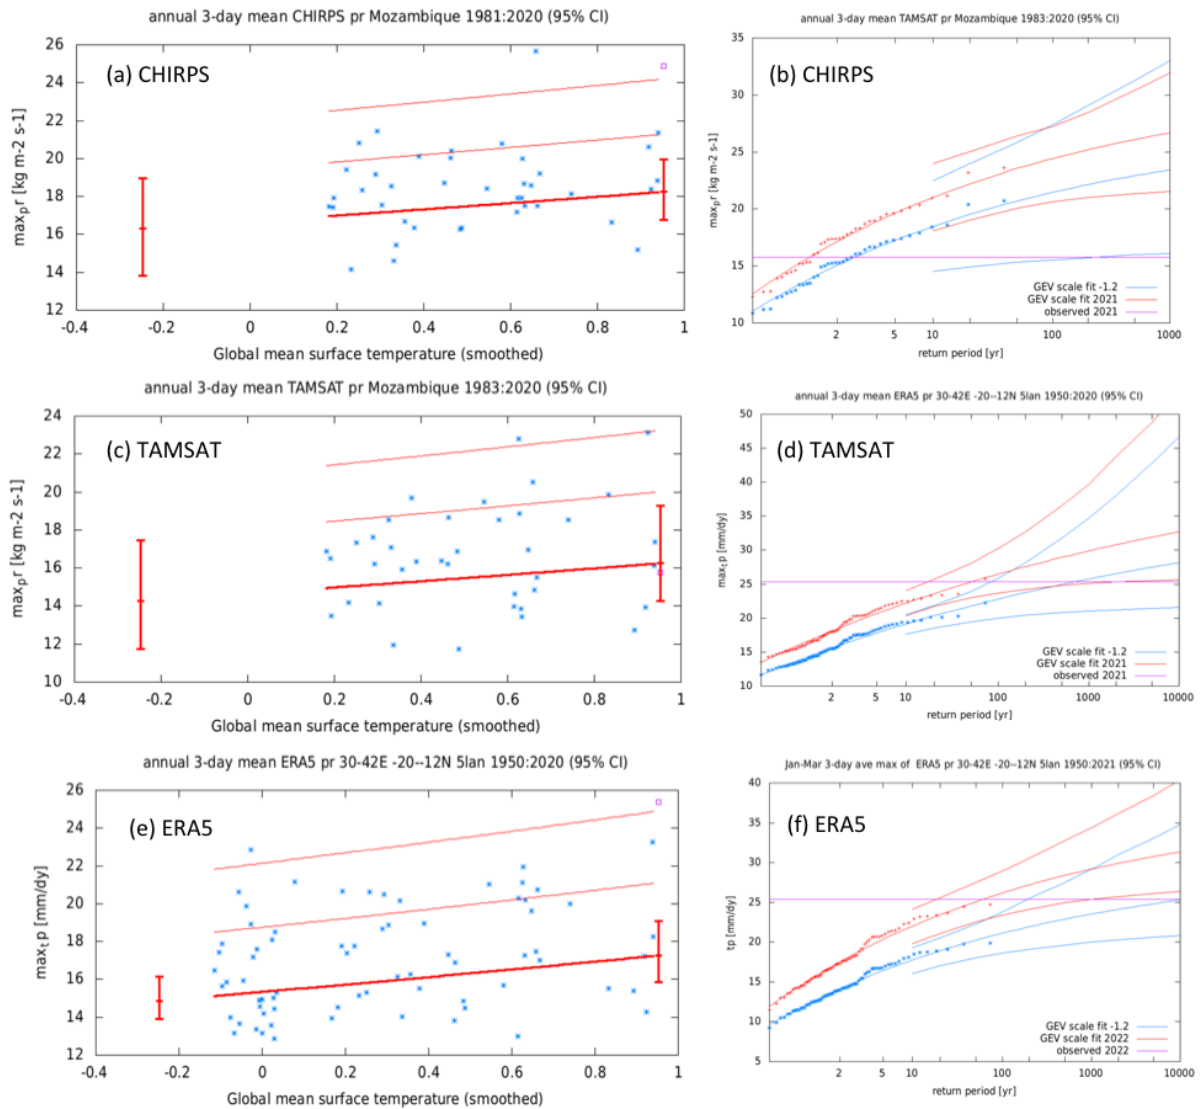 annual 3-day mean CHIRPS pr Mozambique 1981:2020 (95% CI)
(a) CHIRPS
max_pr [kg m-2 s-1]
26
24
22
20
18
16
14
12
-0.4
-0.2
0
0.2
0.4
0.6
0.8
1
Global mean surface temperature (smoothed)
annual 3-day mean TAMSAT pr Mozambique 1983:2020 (95% CI)
(b) CHIRPS
max_pr [kg m-2 s-1]
35
30
25
20
15
10
2
5
10
100
1000
GEV scale fit -1.2
GEV scale fit 2021
observed 2021
return period [yr]
annual 3-day mean TAMSAT pr Mozambique 1983:2020 (95% CI)
(c) TAMSAT
max_pr [kg m-2 s-1]
24
22
20
18
16
14
12
10
-0.4
-0.2
0
0.2
0.4
0.6
0.8
1
Global mean surface temperature (smoothed)
annual 3-day mean ERA5 pr 30-42E -20--12N 5lan 1950:2020 (95% CI)
(d) TAMSAT
max_tp [mm/dy]
50
45
40
35
30
25
20
15
10
2
5
10
100
1000
10000
GEV scale fit -1.2
GEV scale fit 2021
observed 2021
return period [yr]
annual 3-day mean ERA5 pr 30-42E -20--12N 5lan 1950:2020 (95% CI)
(e) ERA5
max_tp [mm/dy]
26
24
22
20
18
16
14
12
-0.4
-0.2
0
0.2
0.4
0.6
0.8
1
Global mean surface temperature (smoothed)
Jan-Mar 3-day ave max of ERA5 pr 30-42E -20--12N 5lan 1950:2021 (95% CI)
(f) ERA5
tp [mm/dy]
40
35
30
25
20
15
10
5
2
5
10
100
1000
10000
GEV scale fit -1.2
GEV scale fit 2022
observed 2022
return period [yr]